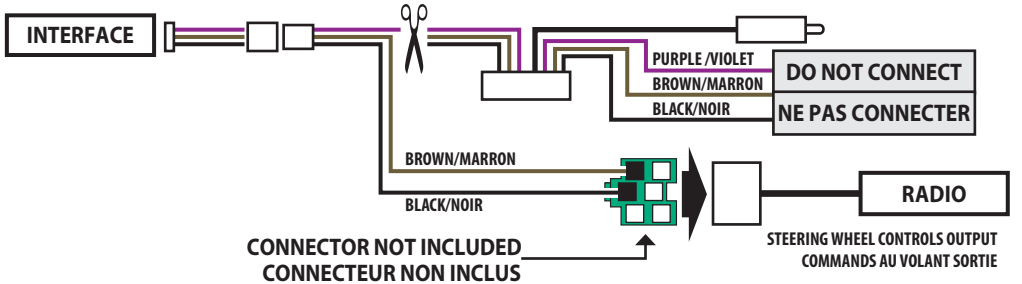 INTERFACE
PURPLE /VIOLET
BROWN/MARRON
BLACK/NOIR
DO NOT CONNECT
NE PAS CONNECTER
BROWN/MARRON
BLACK/NOIR
RADIO
CONNECTOR NOT INCLUDED
CONNECTEUR NON INCLUS
STEERING WHEEL CONTROLS OUTPUT
COMMANDS AU VOLANT SORTIE